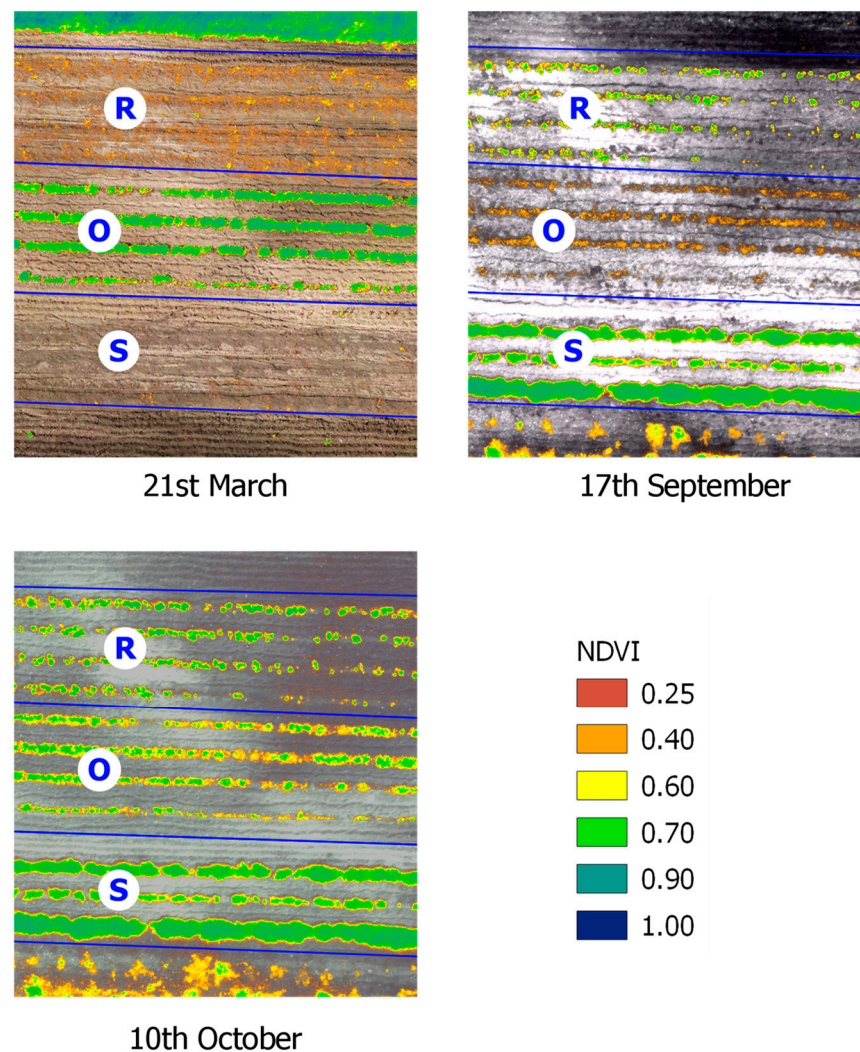 R
O
S
21st March
R
O
S
17th September
R
O
S
10th October
NDVI
0.25
0.40
0.60
0.70
0.90
1.00